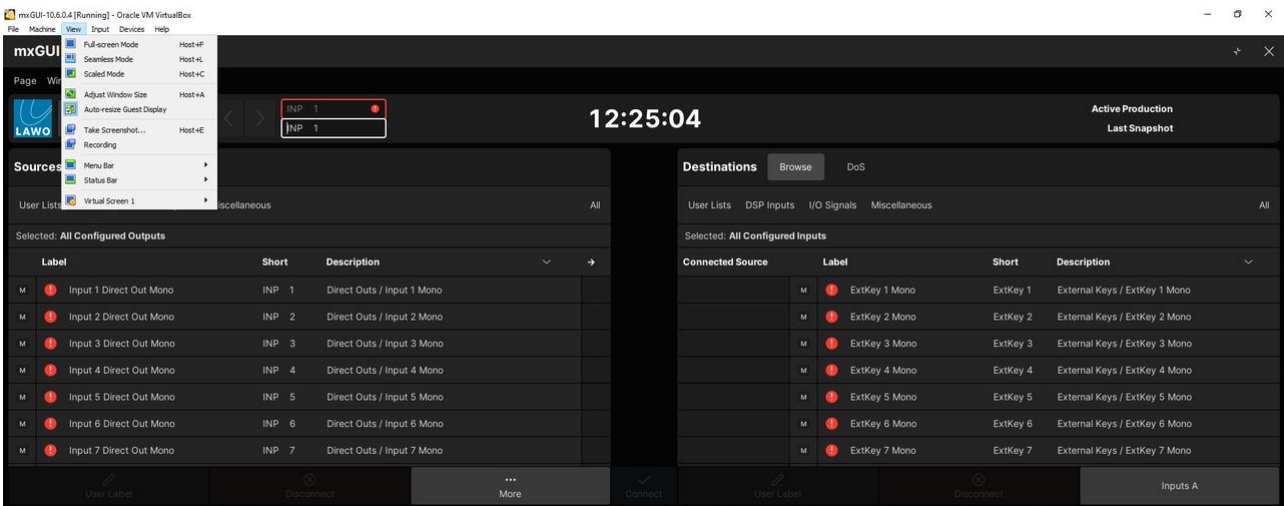 mxGUI-10.6.0.4 [Running] - Oracle VM VirtualBox
File Machine View Input Devices Help
Full-screen Mode Host+F
Seamless Mode Host+L
Scaled Mode Host+C
Adjust Window Size Host+A
Auto-resize Guest Display
Take Screenshot... Host+E
Recording
Menu Bar
Status Bar
Virtual Screen 1
mxGUI
Page
LAWO
INP 1
INP 1
12:25:04
Active Production
Last Snapshot
Sources
User Lists
All
Selected: All Configured Outputs
Label Short Description
M Input 1 Direct Out Mono INP 1 Direct Outs / Input 1 Mono
M Input 2 Direct Out Mono INP 2 Direct Outs / Input 2 Mono
M Input 3 Direct Out Mono INP 3 Direct Outs / Input 3 Mono
M Input 4 Direct Out Mono INP 4 Direct Outs / Input 4 Mono
M Input 5 Direct Out Mono INP 5 Direct Outs / Input 5 Mono
M Input 6 Direct Out Mono INP 6 Direct Outs / Input 6 Mono
M Input 7 Direct Out Mono INP 7 Direct Outs / Input 7 Mono
User Label Disconnect More
Connect
Destinations Browse DoS
User Lists DSP Inputs I/O Signals Miscellaneous All
Selected: All Configured Inputs
Connected Source Label Short Description
M ExtKey 1 Mono ExtKey 1 External Keys / ExtKey 1 Mono
M ExtKey 2 Mono ExtKey 2 External Keys / ExtKey 2 Mono
M ExtKey 3 Mono ExtKey 3 External Keys / ExtKey 3 Mono
M ExtKey 4 Mono ExtKey 4 External Keys / ExtKey 4 Mono
M ExtKey 5 Mono ExtKey 5 External Keys / ExtKey 5 Mono
M ExtKey 6 Mono ExtKey 6 External Keys / ExtKey 6 Mono
M ExtKey 7 Mono ExtKey 7 External Keys / ExtKey 7 Mono
User Label Disconnect Inputs A